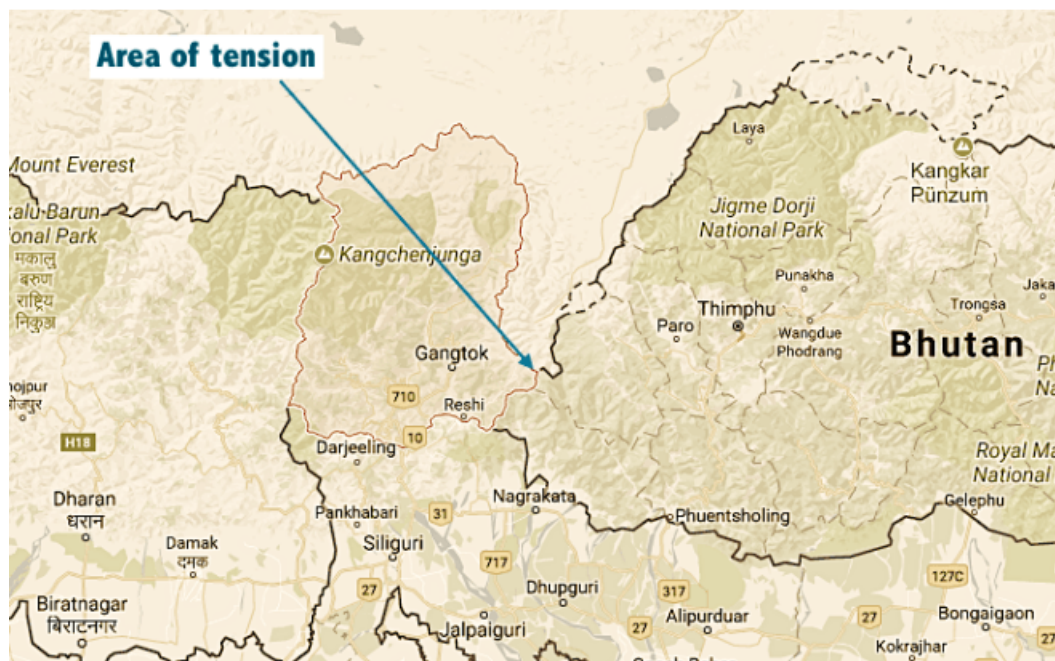 Area of tension
Mount Everest
Laya
Kangkar
Pünzum
kalu-Barun
ional Park
मकालु
बरुण
राष्ट्रिय
निकुञ्ज
Jigme Dorji
National Park
Kangchenjunga
Punakha
Thimphu
Paro
Wangdue
Phodrang
Trongsa
Jaka
Bhutan
Gangtok
710
Reshi
10
H18
Darjeeling
Royal Ma
National
Dharan
धरान
Nagrakata
Pankhabari
31
Phuentsholing
Gelephu
Damak
दमक
Siliguri
717
27
Dhupguri
317
127C
Biratnagar
बिराटनगर
Jalpaiguri
27
Alipurduar
27
Bongaigaon
Kokrajhar
27